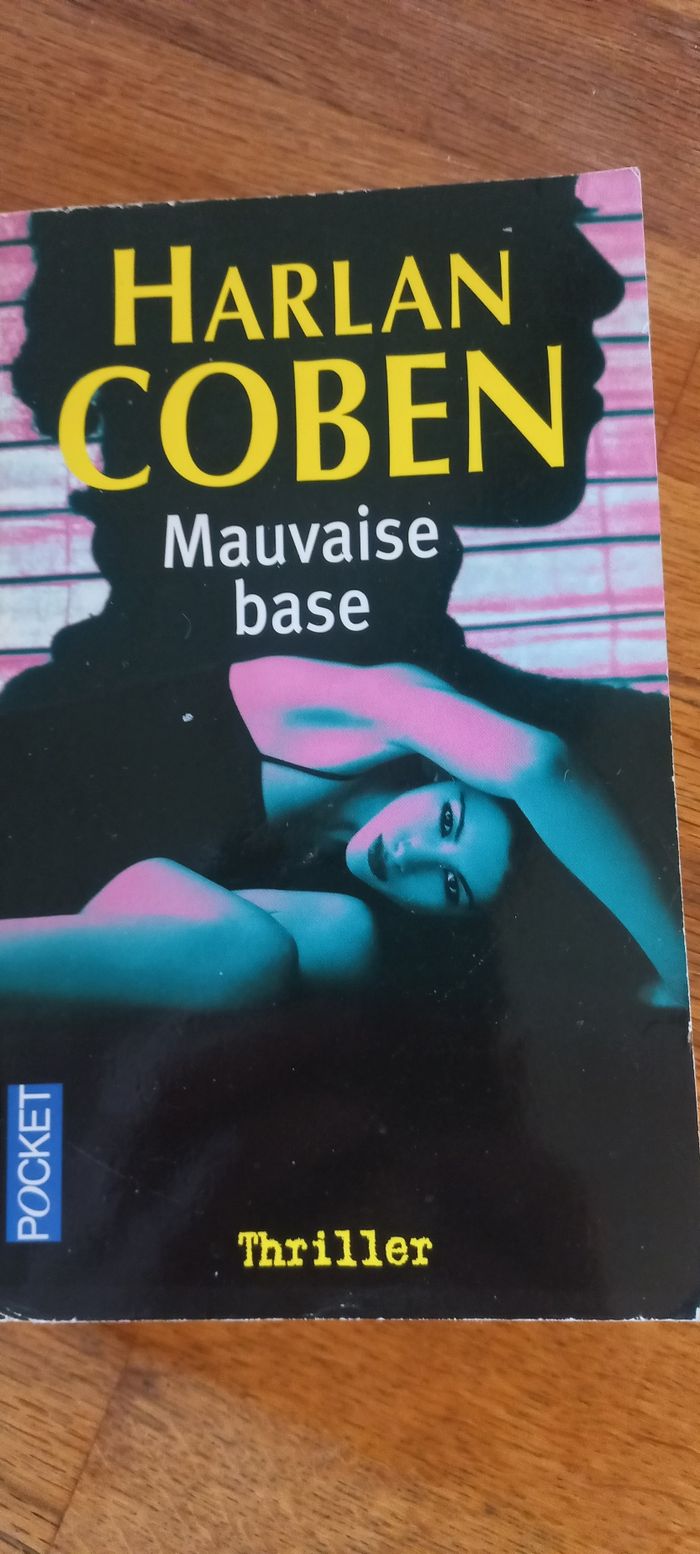 HARLAN
COBEN
Mauvaise
base
POCKET
Thriller